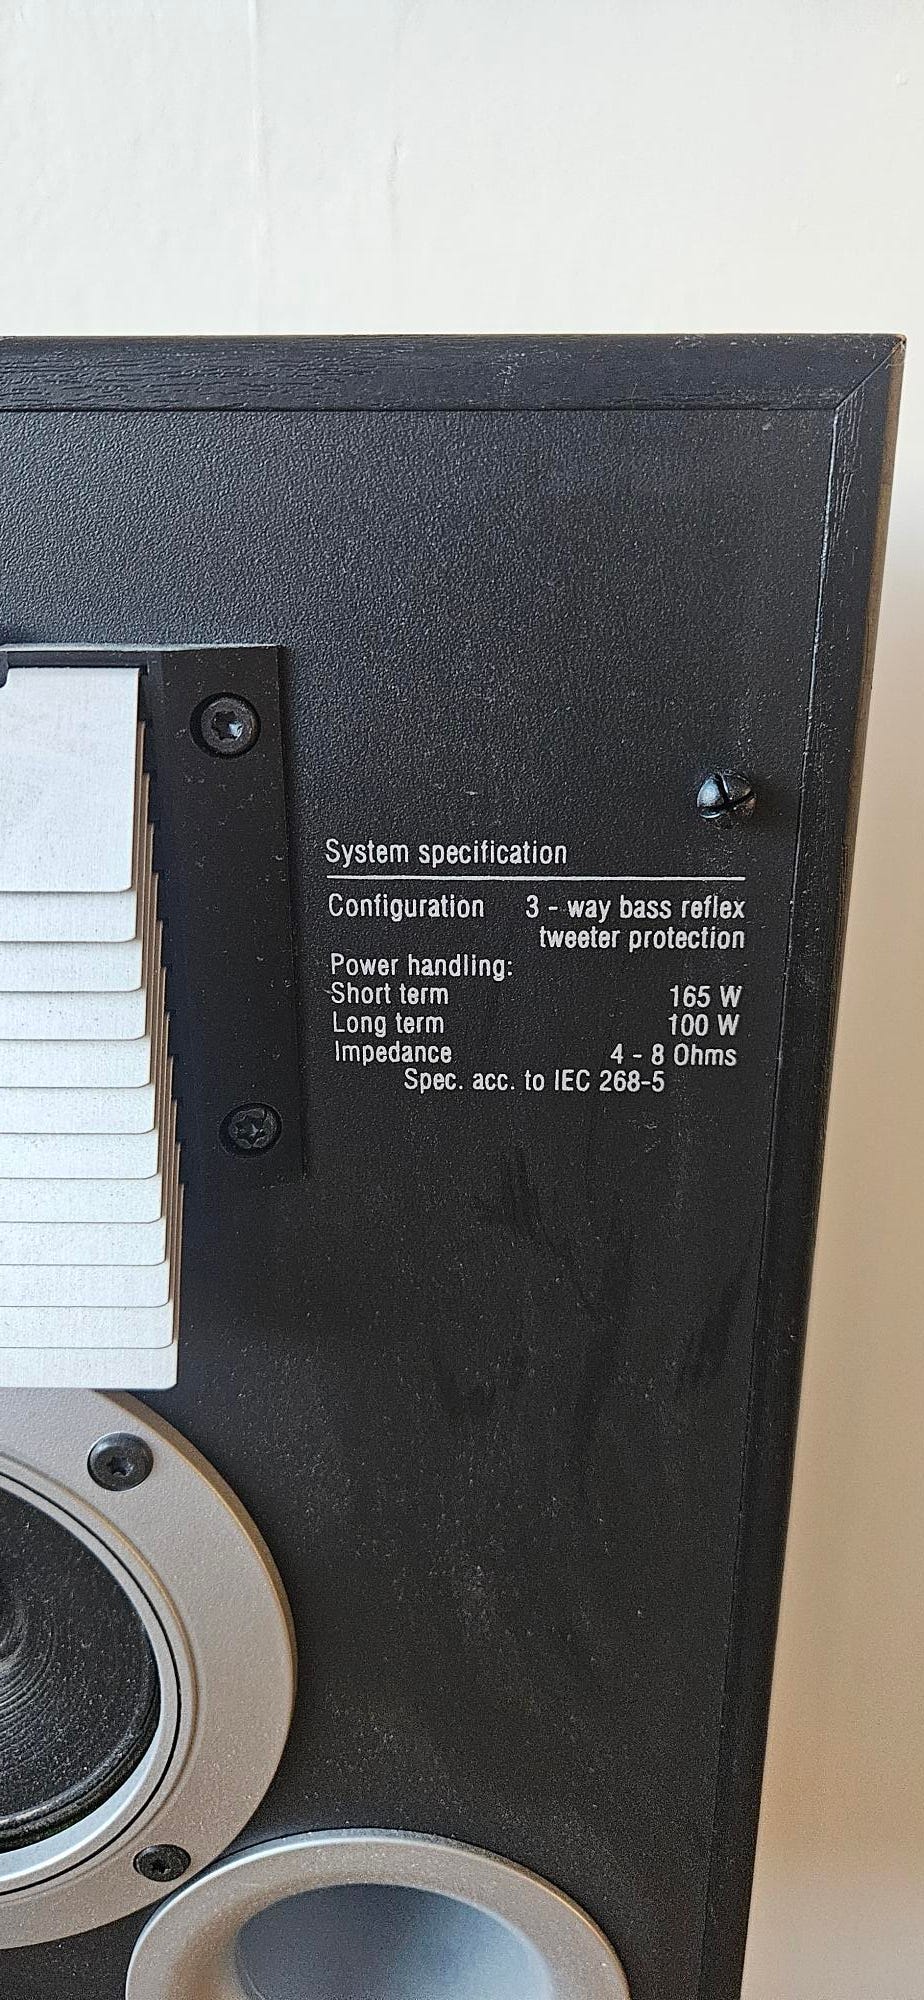 System specification
Configuration 3 - way bass reflex
tweeter protection
Power handling:
Short term 165 W
Long term 100 W
Impedance 4 - 8 Ohms
Spec. acc. to IEC 268-5